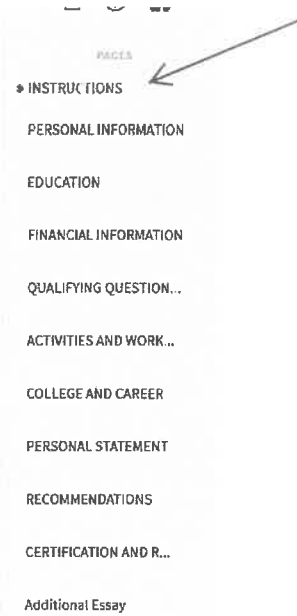 PAGES
INSTRUCTIONS
PERSONAL INFORMATION
EDUCATION
FINANCIAL INFORMATION
QUALIFYING QUESTION...
ACTIVITIES AND WORK...
COLLEGE AND CAREER
PERSONAL STATEMENT
RECOMMENDATIONS
CERTIFICATION AND R...
Additional Essay